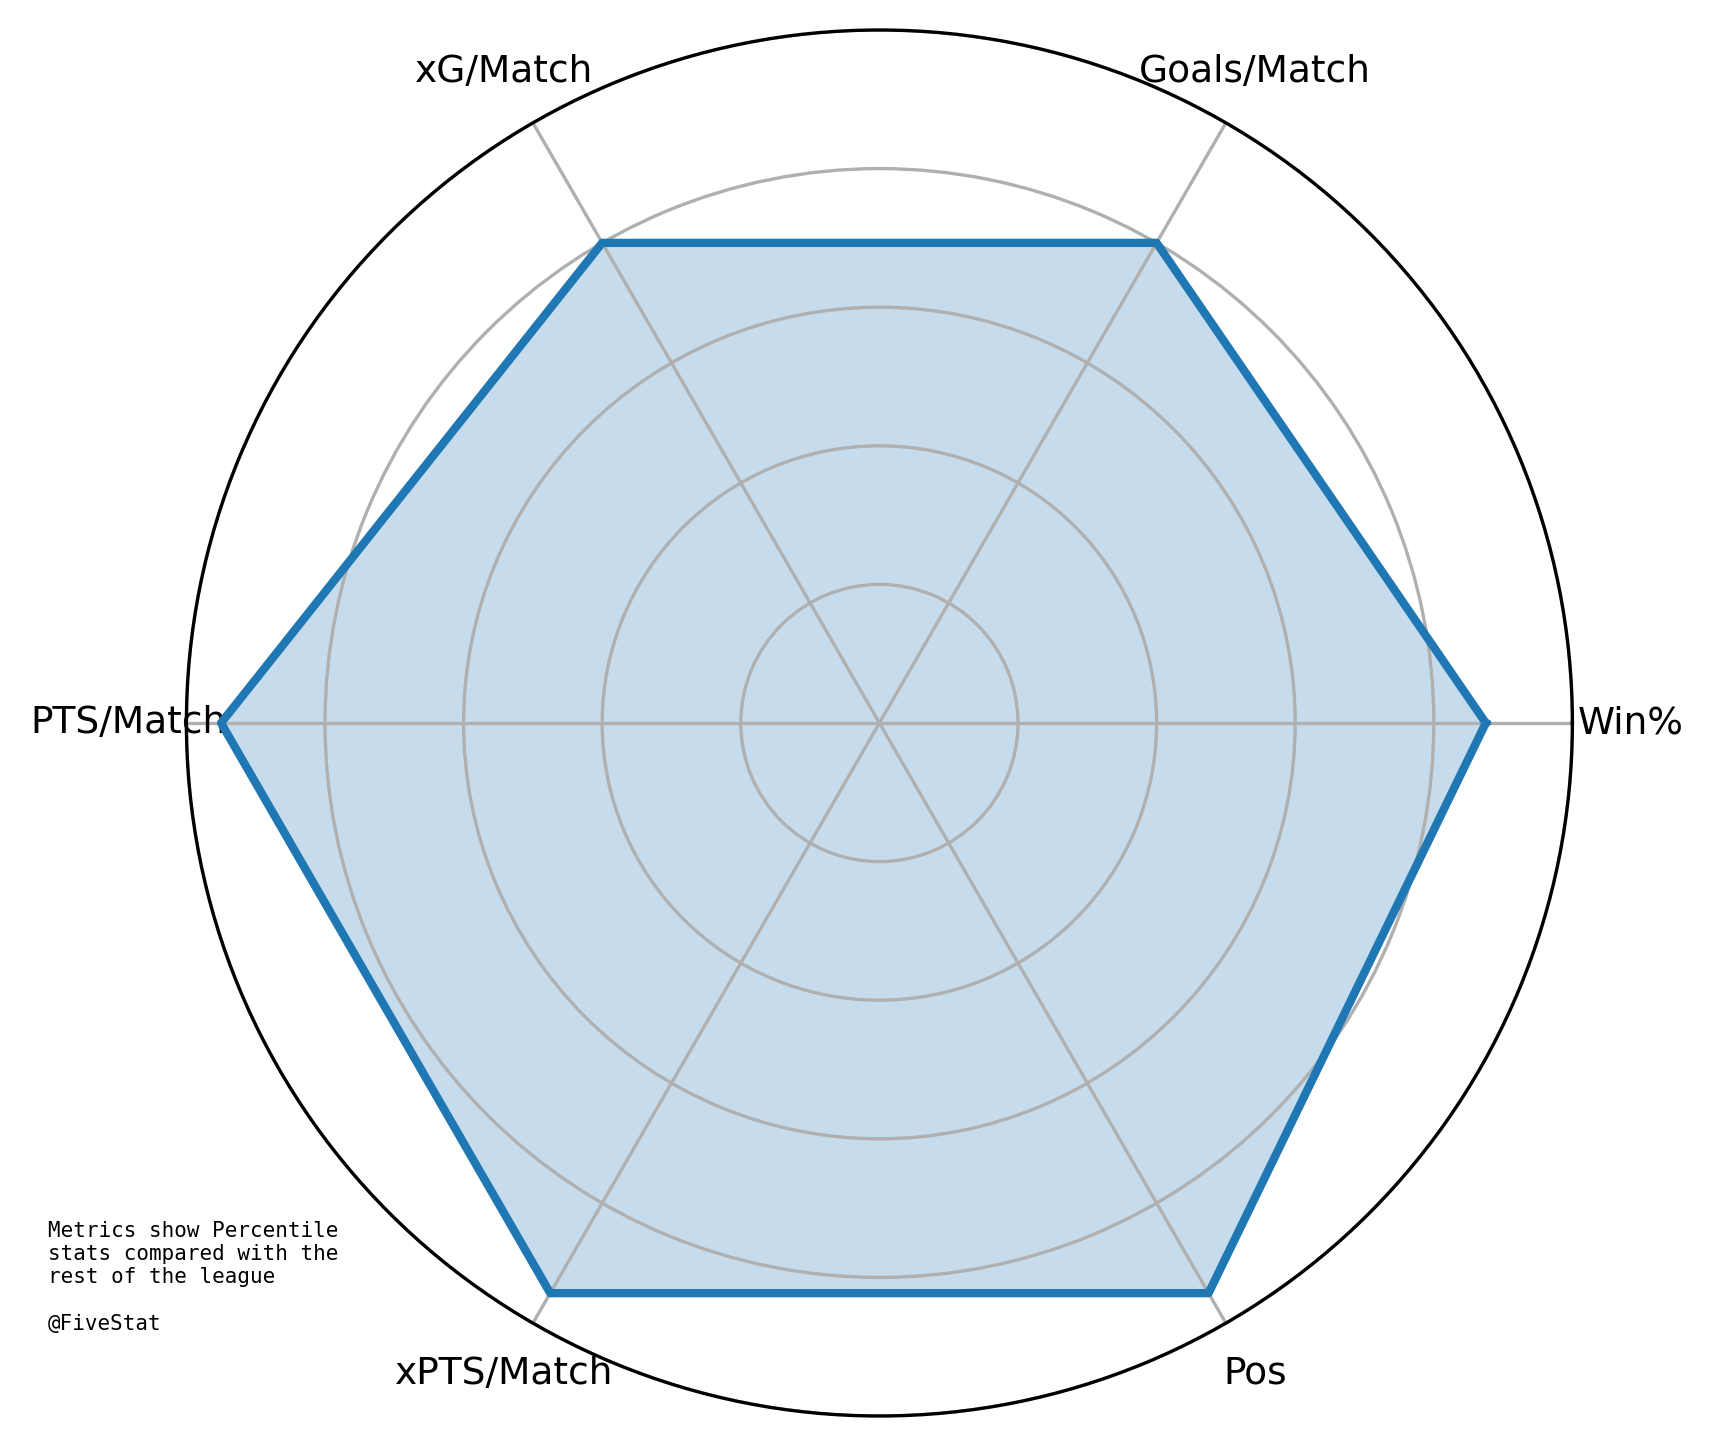 xG/Match
Goals/Match
PTS/Match
Win%
Metrics show Percentile
stats compared with the
rest of the league
@FiveStat
xPTS/Match
Pos